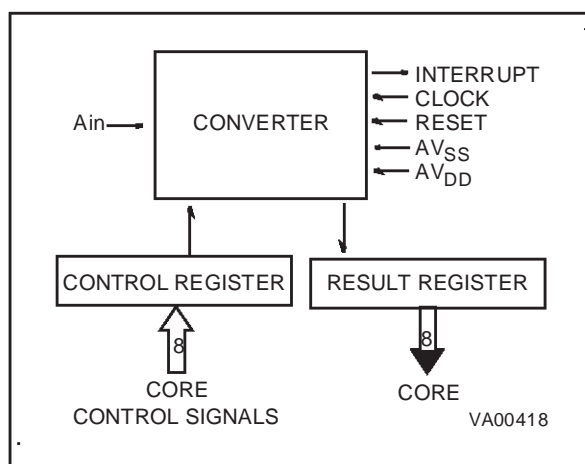 INTERRUPT
CLOCK
Ain
CONVERTER
RESET
AVSS
AVDD
CONTROL REGISTER
RESULT REGISTER
8
8
CORE
CONTROL SIGNALS
CORE
VA00418